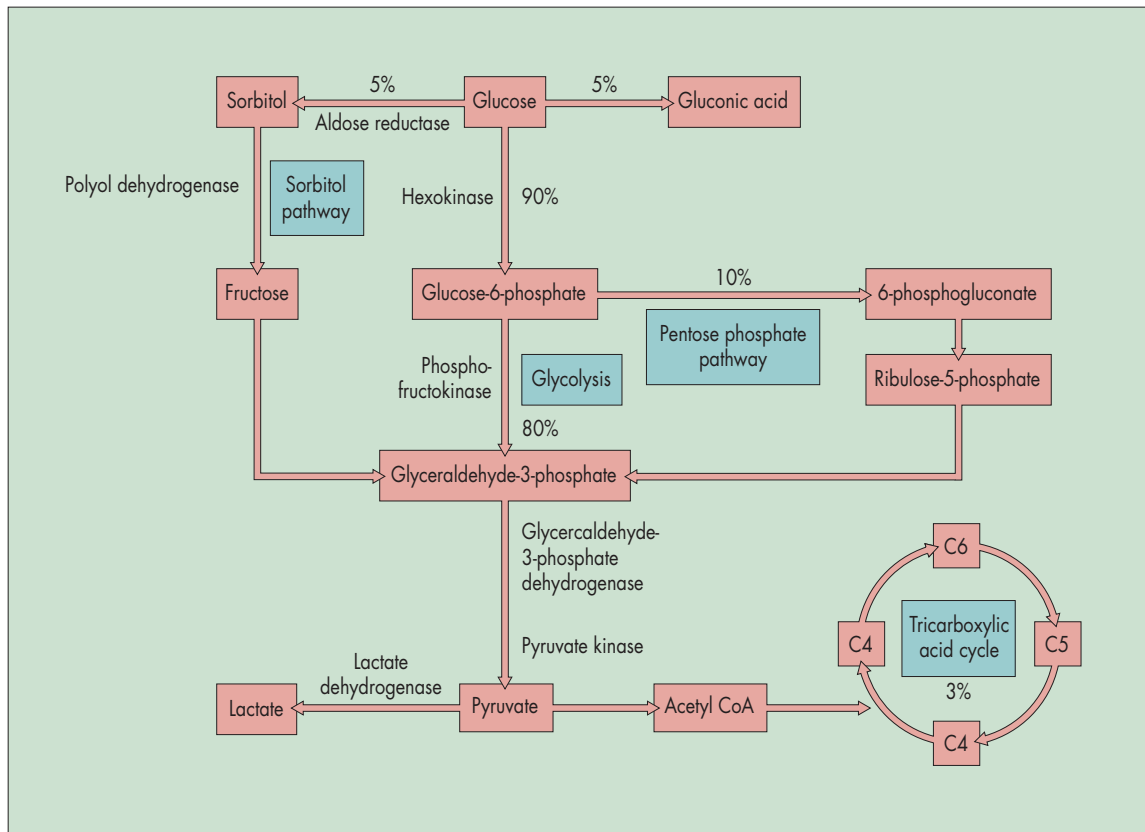 5%
5%
Sorbitol
Glucose
Gluconic acid
Aldose reductase
Polyol dehydrogenase
Sorbitol
pathway
Hexokinase
90%
Fructose
Glucose-6-phosphate
10%
6-phosphogluconate
Pentose phosphate
pathway
Phospho-
fructokinase
Glycolysis
Ribulose-5-phosphate
80%
Glyceraldehyde-3-phosphate
Glycercaldehyde-
3-phosphate
dehydrogenase
C6
Tricarboxylic
acid cycle
C4
C5
3%
C4
Pyruvate kinase
Lactate
dehydrogenase
Lactate
Pyruvate
Acetyl CoA